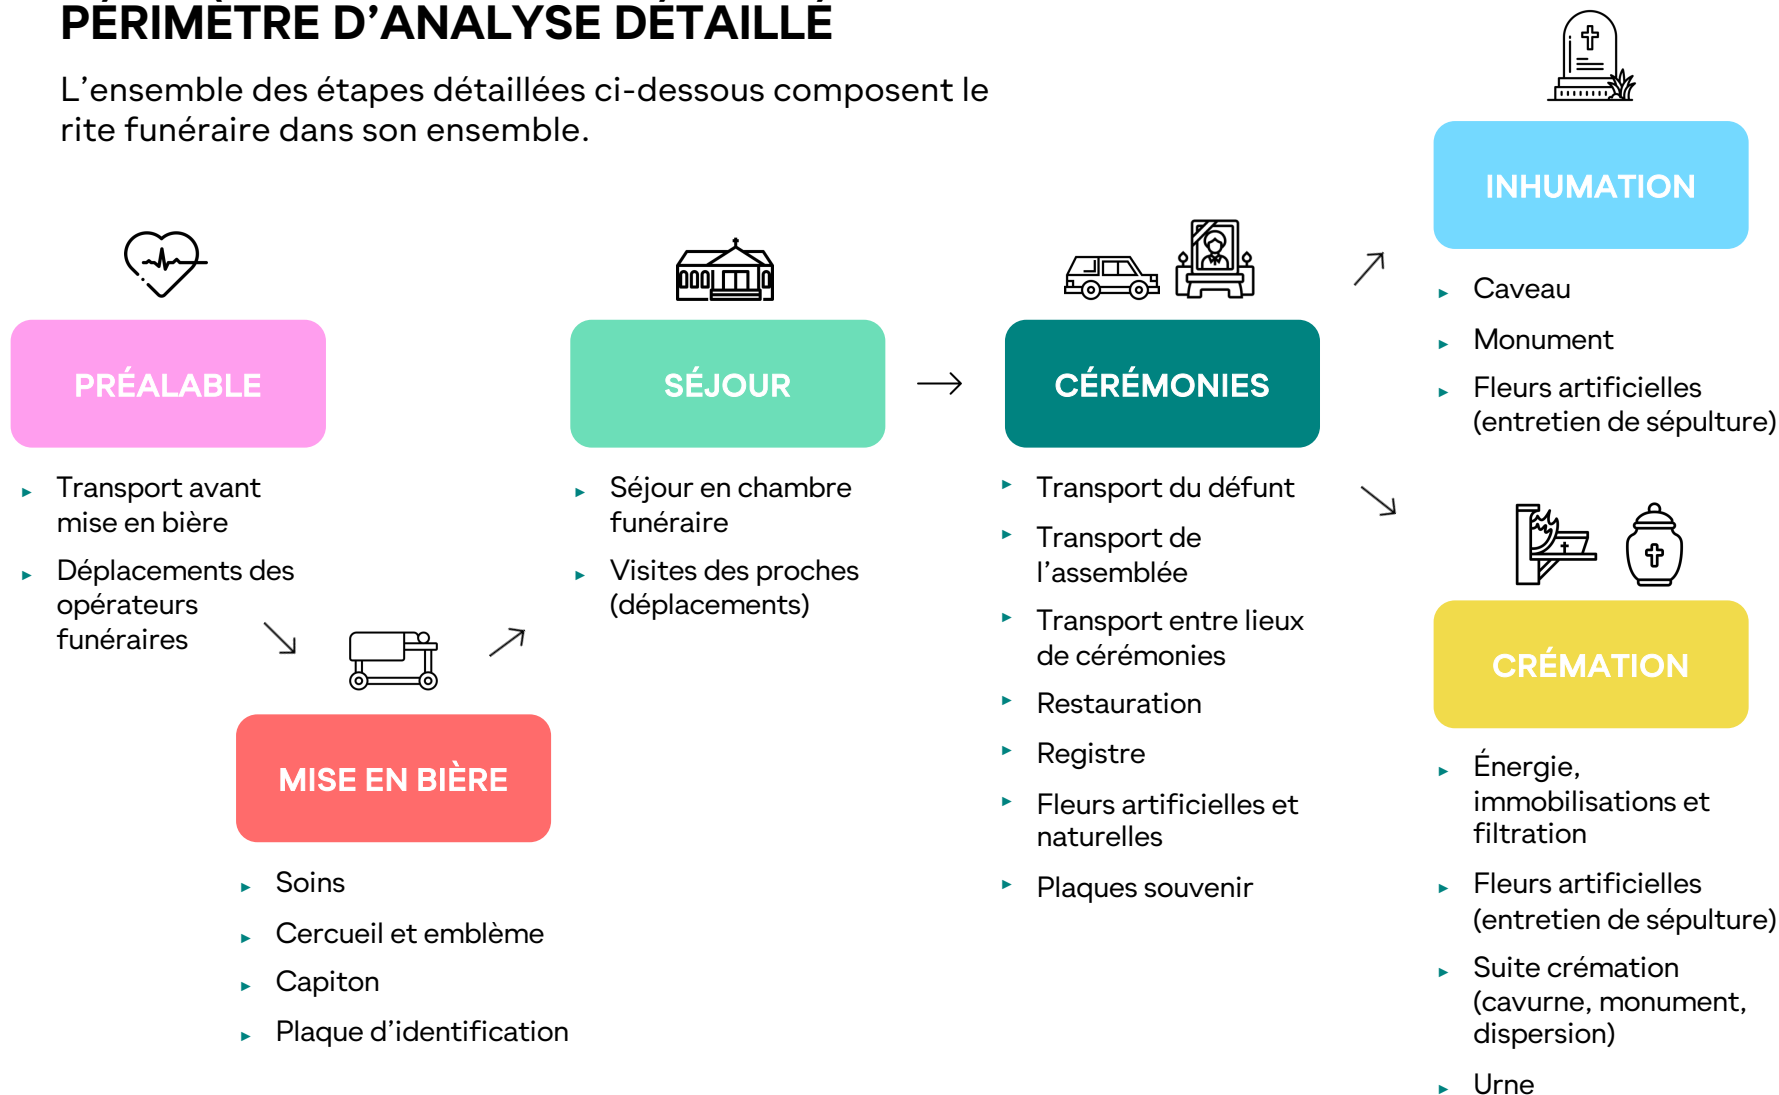 PÉRIMÈTRE D’ANALYSE DÉTAILLÉ
L’ensemble des étapes détaillées ci-dessous composent le
rite funéraire dans son ensemble.
PRÉALABLE
Transport avant
mise en bière
Déplacements des
opérateurs
funéraires
MISE EN BIÈRE
Soins
Cercueil et emblème
Capiton
Plaque d’identification
SÉJOUR
Séjour en chambre
funéraire
Visites des proches
(déplacements)
CÉRÉMONIES
Transport du défunt
Transport de
l’assemblée
Transport entre lieux
de cérémonies
Restauration
Registre
Fleurs artificielles et
naturelles
Plaques souvenir
INHUMATION
Caveau
Monument
Fleurs artificielles
(entretien de sépulture)
CRÉMATION
Énergie,
immobilisations et
filtration
Fleurs artificielles
(entretien de sépulture)
Suite crémation
(cavurne, monument,
dispersion)
Urne